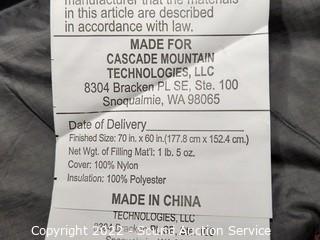 manufacturer that the materials
in this article are described
in accordance with law.
MADE FOR
CASCADE MOUNTAIN
TECHNOLOGIES, LLC
8304 Bracken PL SE, Ste. 100
Snoqualmie, WA 98065
Date of Delivery
Finished Size: 70 in. x 60 in.(177.8 cm x 152.4 cm.)
Net Wgt. of Filling Mat'l: 1 lb. 5 oz.
Cover: 100% Nylon
Insulation: 100% Polyester
MADE IN CHINA
TECHNOLOGIES, LLC
Copyright 2022
Auction Service